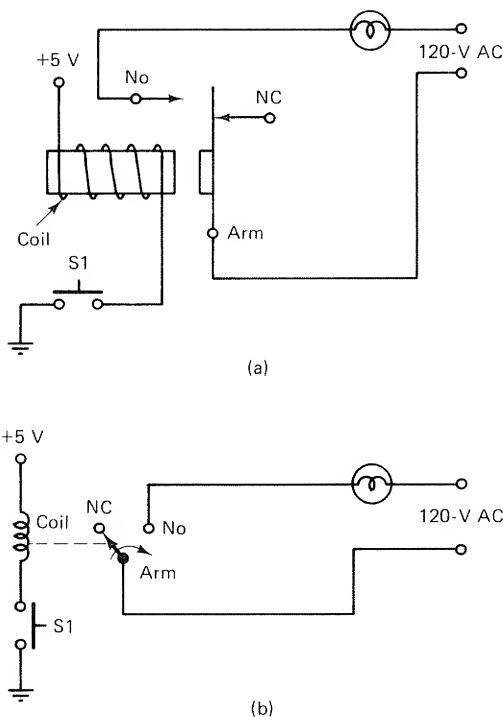 +5 V
No
120-V AC
NC
Coil
Arm
S1
(a)
+5 V
Coil
NC
No
120-V AC
Arm
S1
(b)